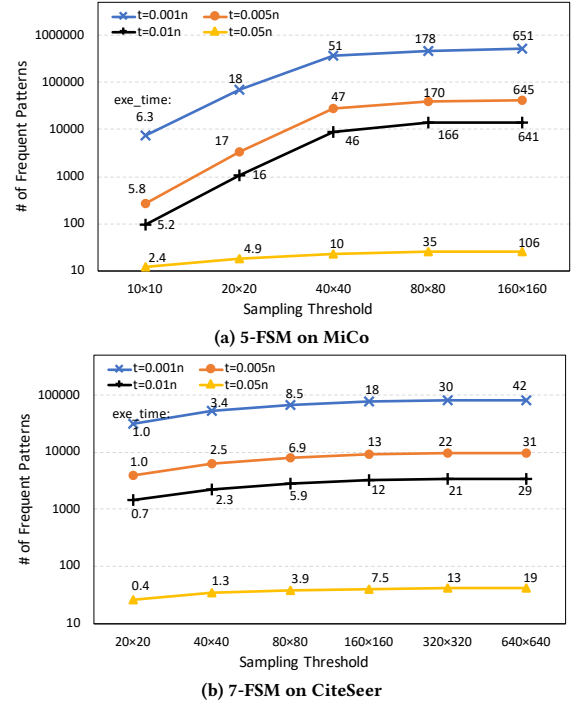 t=0.001n t=0.005n
t=0.01n t=0.05n
1000000
100000
10000
1000
100
10
# of Frequent Patterns
exe_time:
6.3 18 51 178 651
5.8 17 47 170 645
5.2 16 46 166 641
2.4 4.9 10 35 106
10×10 20×20 40×40 80×80 160×160
Sampling Threshold
(a) 5-FSM on MiCo
t=0.001n t=0.005n
t=0.01n t=0.05n
100000
10000
1000
100
10
# of Frequent Patterns
exe_time:
1.0 3.4 8.5 18 30 42
1.0 2.5 6.9 13 22 31
0.7 2.3 5.9 12 21 29
0.4 1.3 3.9 7.5 13 19
20×20 40×40 80×80 160×160 320×320 640×640
Sampling Threshold
(b) 7-FSM on CiteSeer